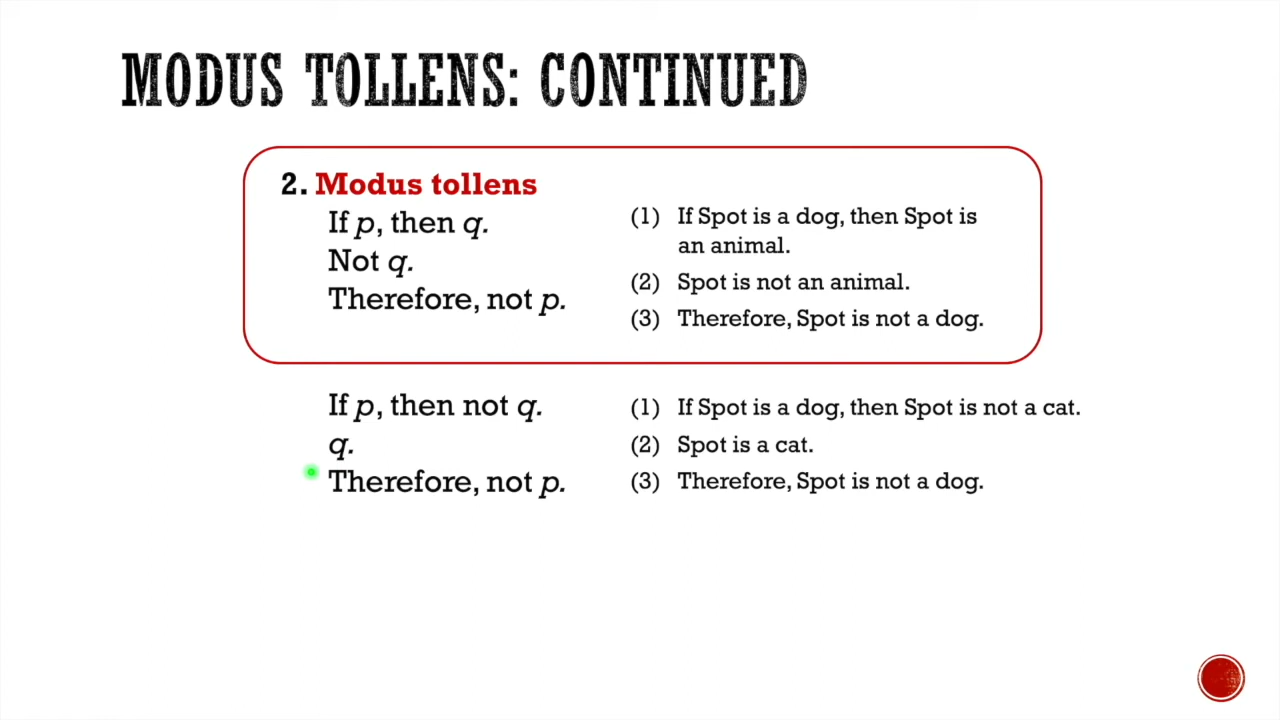 MODUS TOLLENS: CONTINUED
2. Modus tollens
If p, then q.
Not q.
Therefore, not p.
(1) If Spot is a dog, then Spot is
an animal.
(2) Spot is not an animal.
(3) Therefore, Spot is not a dog.
If p, then not q.
q.
Therefore, not p.
(1) If Spot is a dog, then Spot is not a cat.
(2) Spot is a cat.
(3) Therefore, Spot is not a dog.